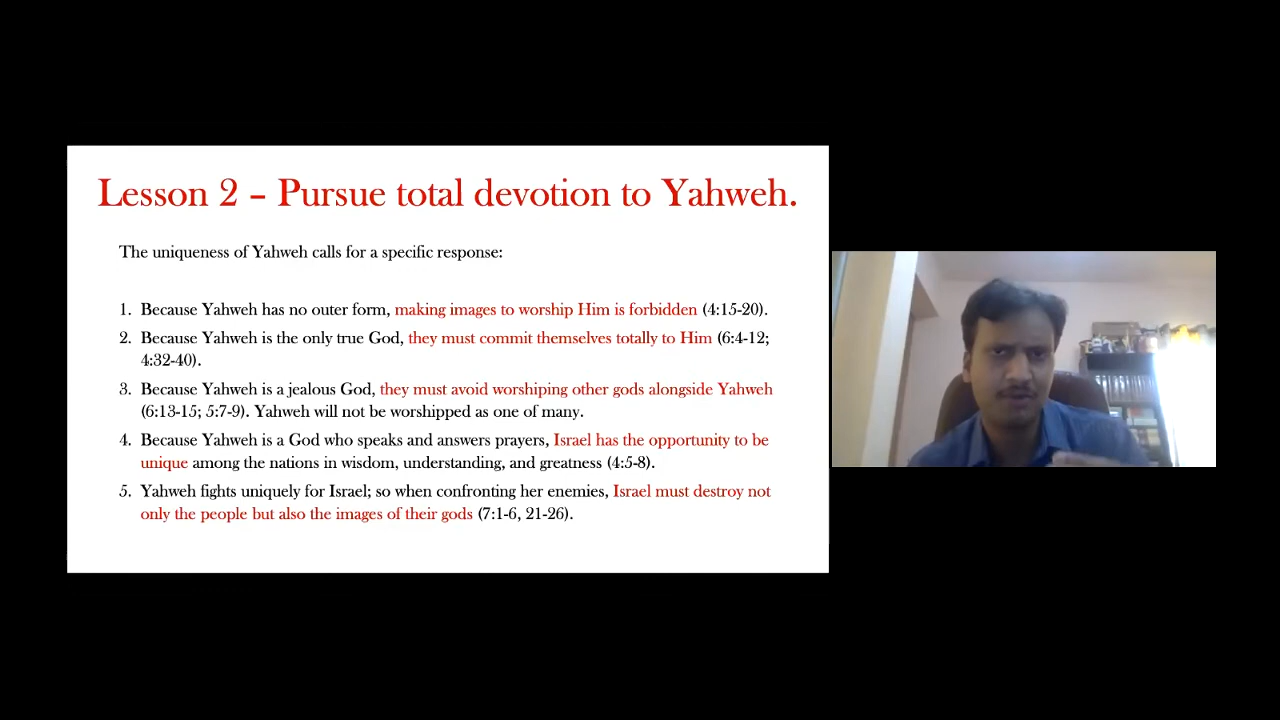 Lesson 2 – Pursue total devotion to Yahweh.
The uniqueness of Yahweh calls for a specific response:
1. Because Yahweh has no outer form, making images to worship Him is forbidden (4:15-20).
2. Because Yahweh is the only true God, they must commit themselves totally to Him (6:4-12;
4:32-40).
3. Because Yahweh is a jealous God, they must avoid worshiping other gods alongside Yahweh
(6:13-15; 5:7-9). Yahweh will not be worshipped as one of many.
4. Because Yahweh is a God who speaks and answers prayers, Israel has the opportunity to be
unique among the nations in wisdom, understanding, and greatness (4:5-8).
5. Yahweh fights uniquely for Israel; so when confronting her enemies, Israel must destroy not
only the people but also the images of their gods (7:1-6, 21-26).